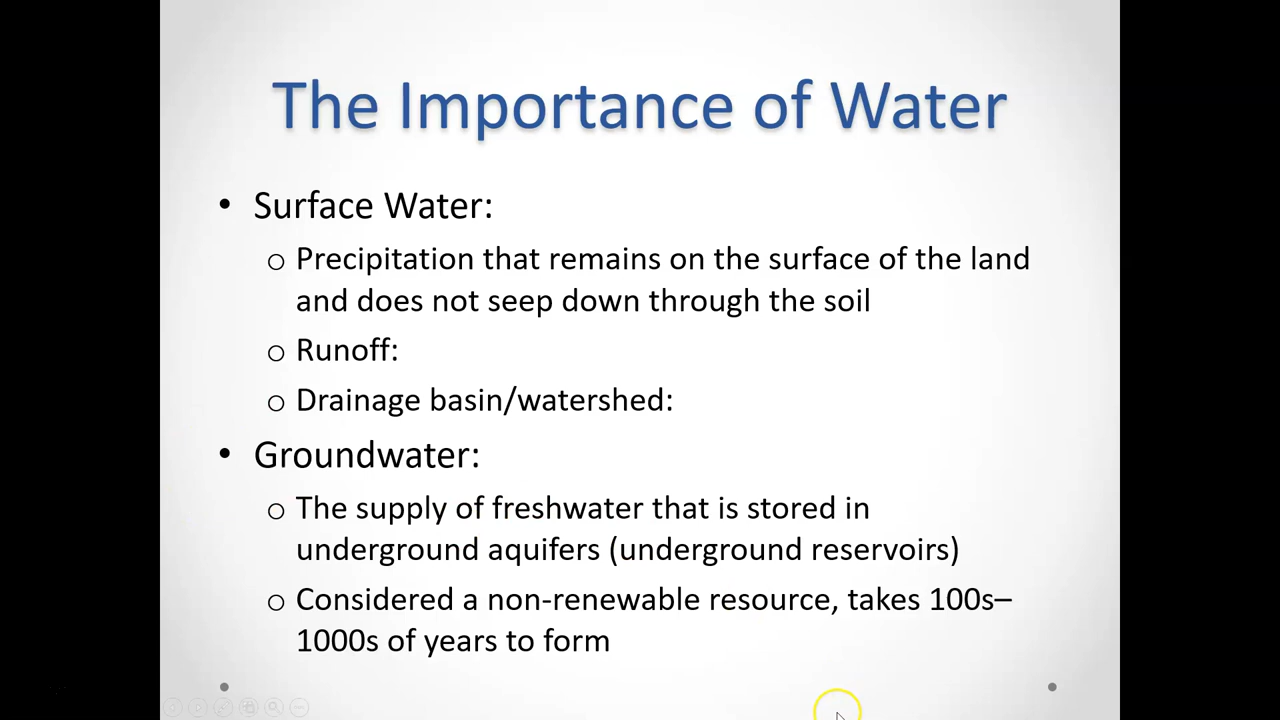 The Importance of Water
• Surface Water:
o Precipitation that remains on the surface of the land
and does not seep down through the soil
o Runoff:
o Drainage basin/watershed:
• Groundwater:
o The supply of freshwater that is stored in
underground aquifers (underground reservoirs)
o Considered a non-renewable resource, takes 100s–
1000s of years to form